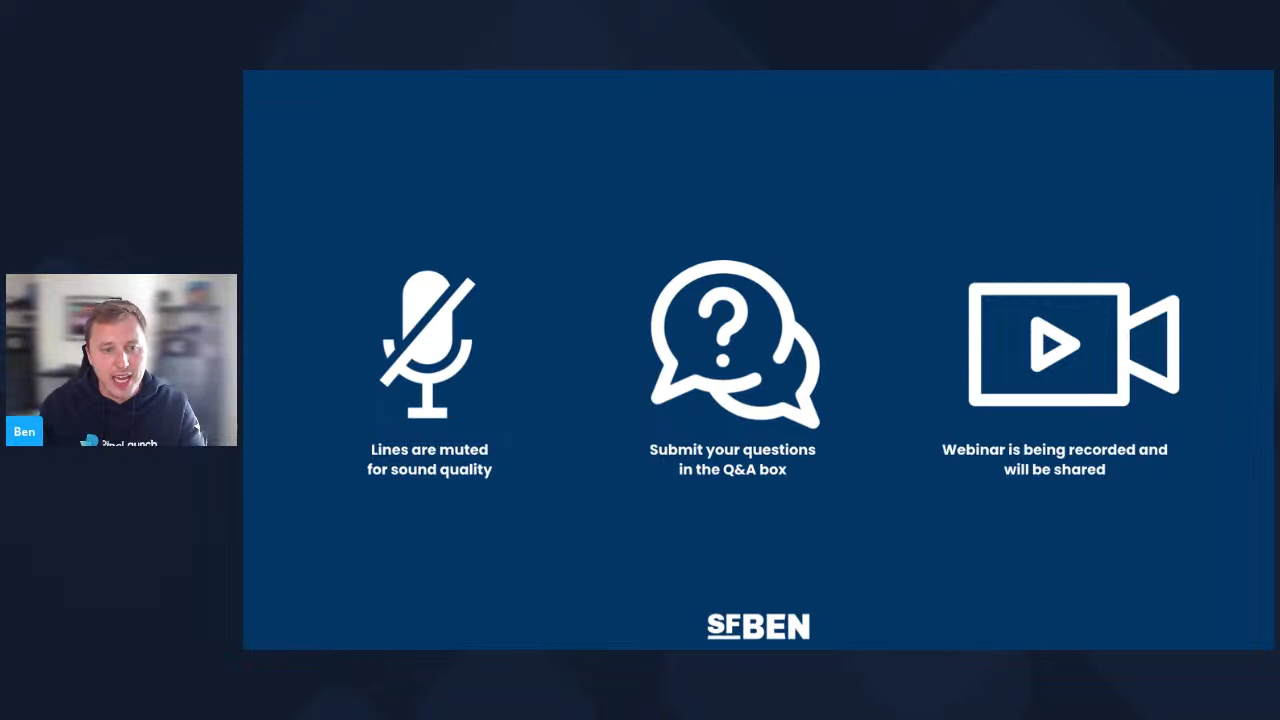 Lines are muted
for sound quality
Submit your questions
in the Q&A box
Webinar is being recorded and
will be shared
Ben
SFBEN